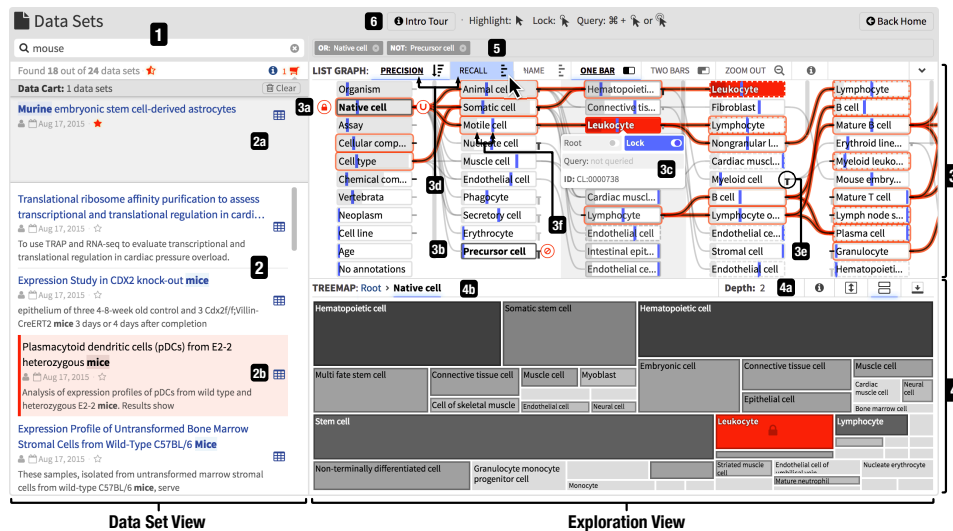 Data Sets
1
6
Intro Tour
· Highlight: Lock: Query: ⌘ + or
Back Home
mouse
OR: Native cell
NOT: Precursor cell
5
Found 18 out of 24 data sets
1
LIST GRAPH: PRECISION RECALL NAME ONE BAR TWO BARS ZOOM OUT
Data Cart: 1 data sets
Clear
Murine embryonic stem cell-derived astrocytes
Aug 17, 2015 ·
2a
Translational ribosome affinity purification to assess
transcriptional and translational regulation in cardi...
Aug 17, 2015 ·
To use TRAP and RNA-seq to evaluate transcriptional and
translational regulation in cardiac pressure overload.
2
Expression Study in CDX2 knock-out mice
Aug 17, 2015 ·
epithelium of three 4-8-week old control and 3 Cdx2f/f;Villin-
CreERT2 mice 3 days or 4 days after completion
Plasmacytoid dendritic cells (pDCs) from E2-2
heterozygous mice
Aug 17, 2015 ·
2b
Analysis of expression profiles of pDCs from wild type and
heterozygous E2-2 mice. Results show
Expression Profile of Untransformed Bone Marrow
Stromal Cells from Wild-Type C57BL/6 Mice
Aug 17, 2015 ·
These samples, isolated from untransformed marrow stromal
cells from wild-type C57BL/6 mice, serve
3a
Organism
Native cell
Assay
Cellular comp...
Cell type
Chemical com...
Vertebrata
Neoplasm
Cell line
Age
No annotations
3d
3b
Animal cell
Somatic cell
Motile cell
Nucleate cell
Muscle cell
Endothelial cell
Phagocyte
Secretory cell
Erythrocyte
Precursor cell
3f
Hematopoieti...
Connective tis...
Leukocyte
Root
Lock
Query: not queried
3c
ID: CL:0000738
Cardiac muscl...
Lymphocyte
Endothelial cell
Intestinal epit...
Endothelial ce...
Leukocyte
Fibroblast
Lymphocyte
Nongranular l...
Cardiac muscl...
Myeloid cell
B cell
Lymphocyte o...
Endothelial ce...
Stromal cell
Endothelial cell
3e
Lymphocyte
B cell
Mature B cell
Erythroid line...
Myeloid leuko...
Mouse embry...
Mature T cell
Lymph node s...
Plasma cell
Granulocyte
Hematopoieti...
TREEMAP: Root › Native cell
4b
Depth: 2
4a
Hematopoietic cell
Somatic stem cell
Hematopoietic cell
Multi fate stem cell
Connective tissue cell
Muscle cell
Myoblast
Cell of skeletal muscle
Endothelial cell
Neural cell
Embryonic cell
Connective tissue cell
Muscle cell
Epithelial cell
Cardiac
muscle cell
Neural
cell
Bone marrow cell
Stem cell
Leukocyte
Lymphocyte
Non-terminally differentiated cell
Granulocyte monocyte
progenitor cell
Monocyte
Striated muscle
cell
Endothelial cell of
umbilical vein
Nucleate erythrocyte
Mature neutrophil
Data Set View
Exploration View